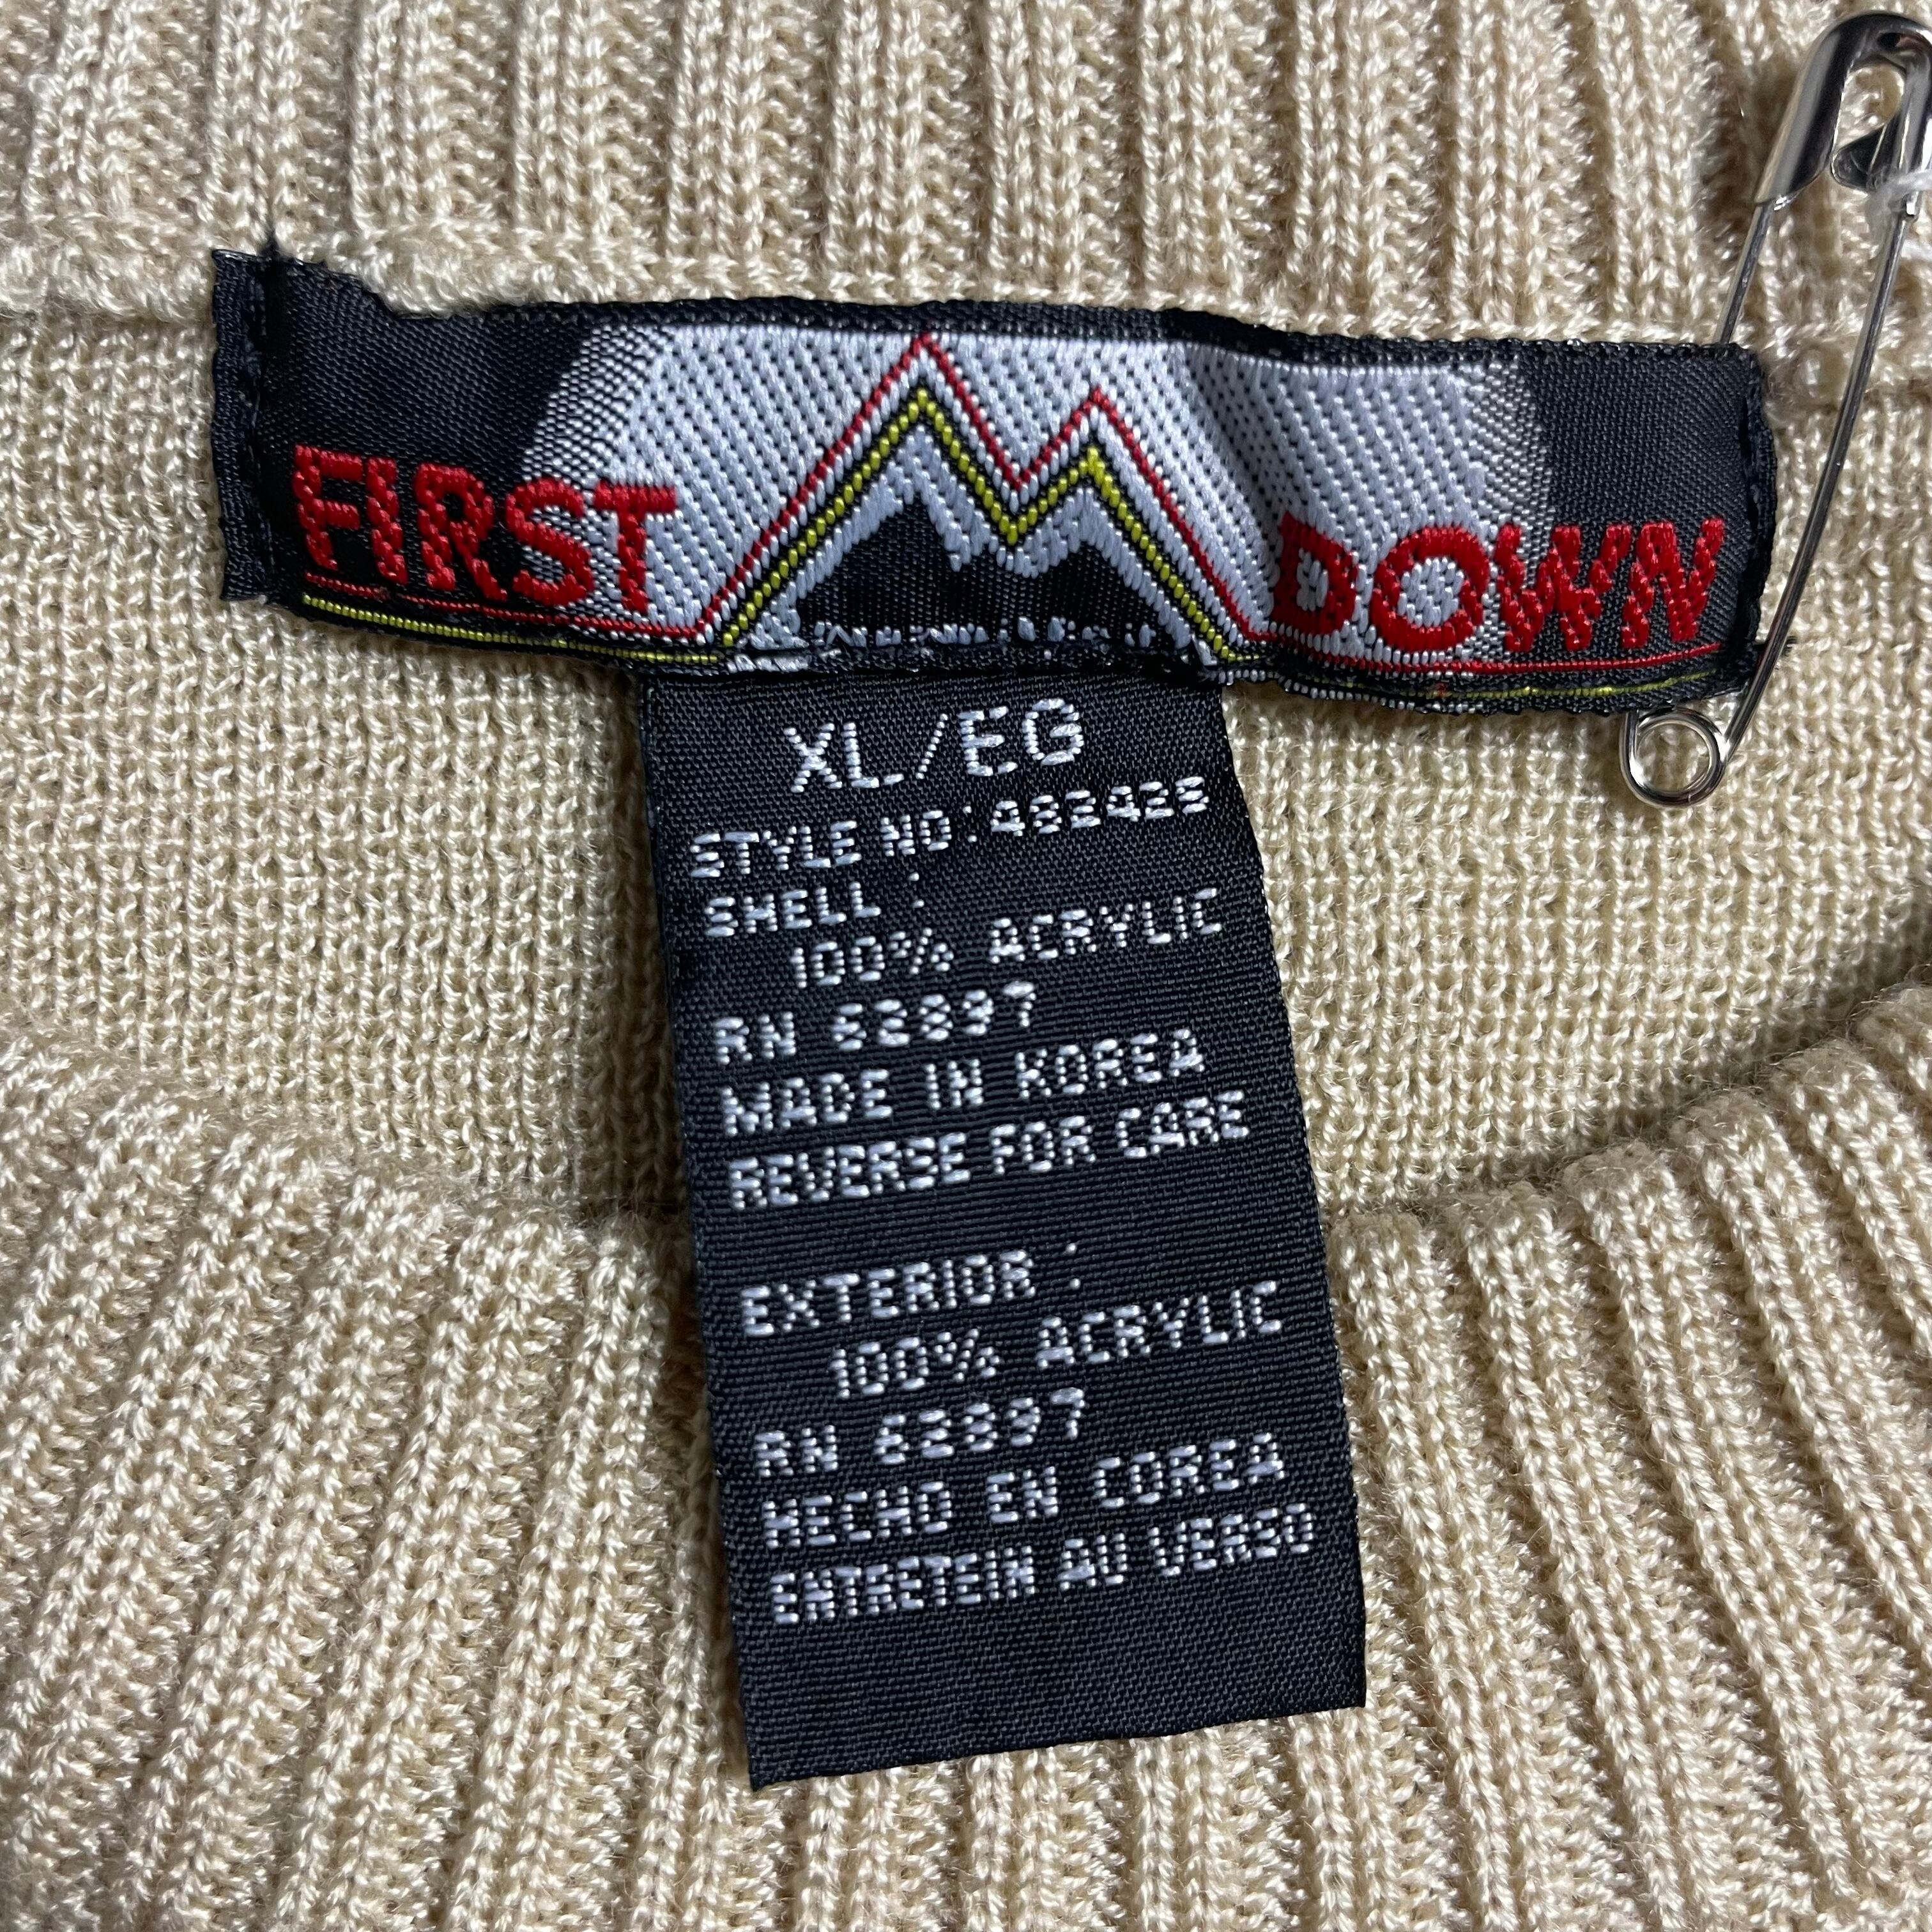 FIRST DOWN
XL/EG
STYLE NO: 482425
SHELL :
100% ACRYLIC
RN 62897
MADE IN KOREA
REVERSE FOR CARE
EXTERIOR :
100% ACRYLIC
RN 62897
HECHO EN COREA
ENTRETEIN AU VERSO